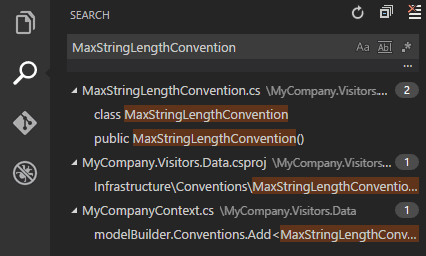 SEARCH
MaxStringLengthConvention Aa Abl .*
...
MaxStringLengthConvention.cs \MyCompany.Visitors.... 2
class MaxStringLengthConvention
public MaxStringLengthConvention()
MyCompany.Visitors.Data.csproj \MyCompany.Visitors... 1
Infrastructure\Conventions\MaxStringLengthConventio...
MyCompanyContext.cs \MyCompany.Visitors.Data 1
modelBuilder.Conventions.Add<MaxStringLengthConv...